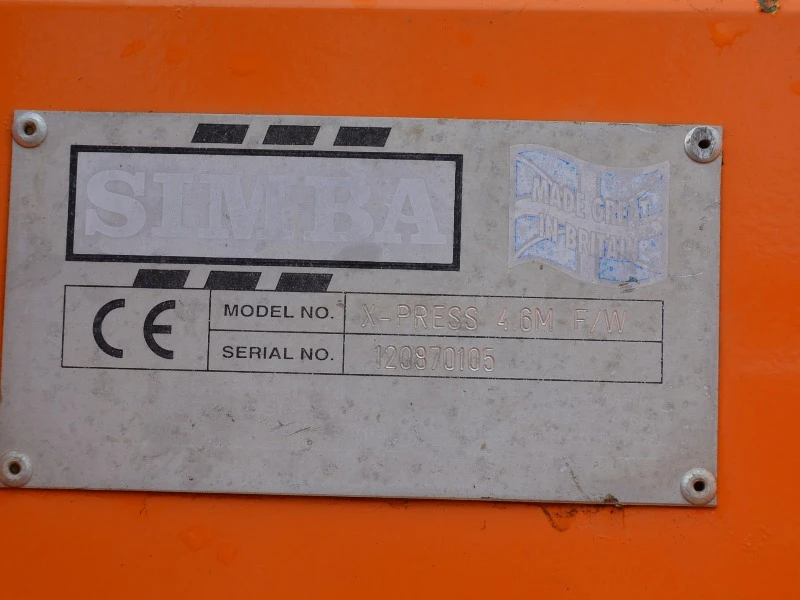 SIMBA
MADE GREAT
IN BRITAIN
CE
MODEL NO. X-PRESS 4.6M F/W
SERIAL NO. 120870105